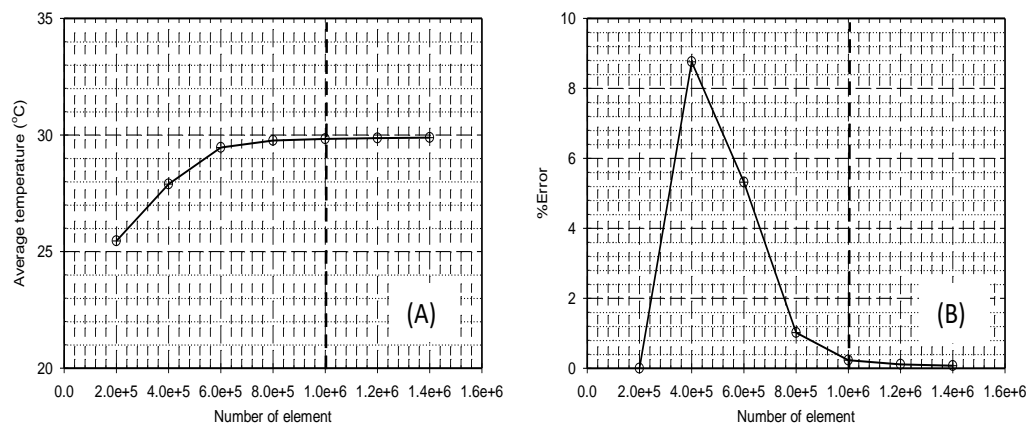 35
30
25
20
Average temperature (°C)
0.0 2.0e+5 4.0e+5 6.0e+5 8.0e+5 1.0e+6 1.2e+6 1.4e+6 1.6e+6
Number of element
(A)
10
8
6
4
2
0
%Error
0.0 2.0e+5 4.0e+5 6.0e+5 8.0e+5 1.0e+6 1.2e+6 1.4e+6 1.6e+6
Number of element
(B)